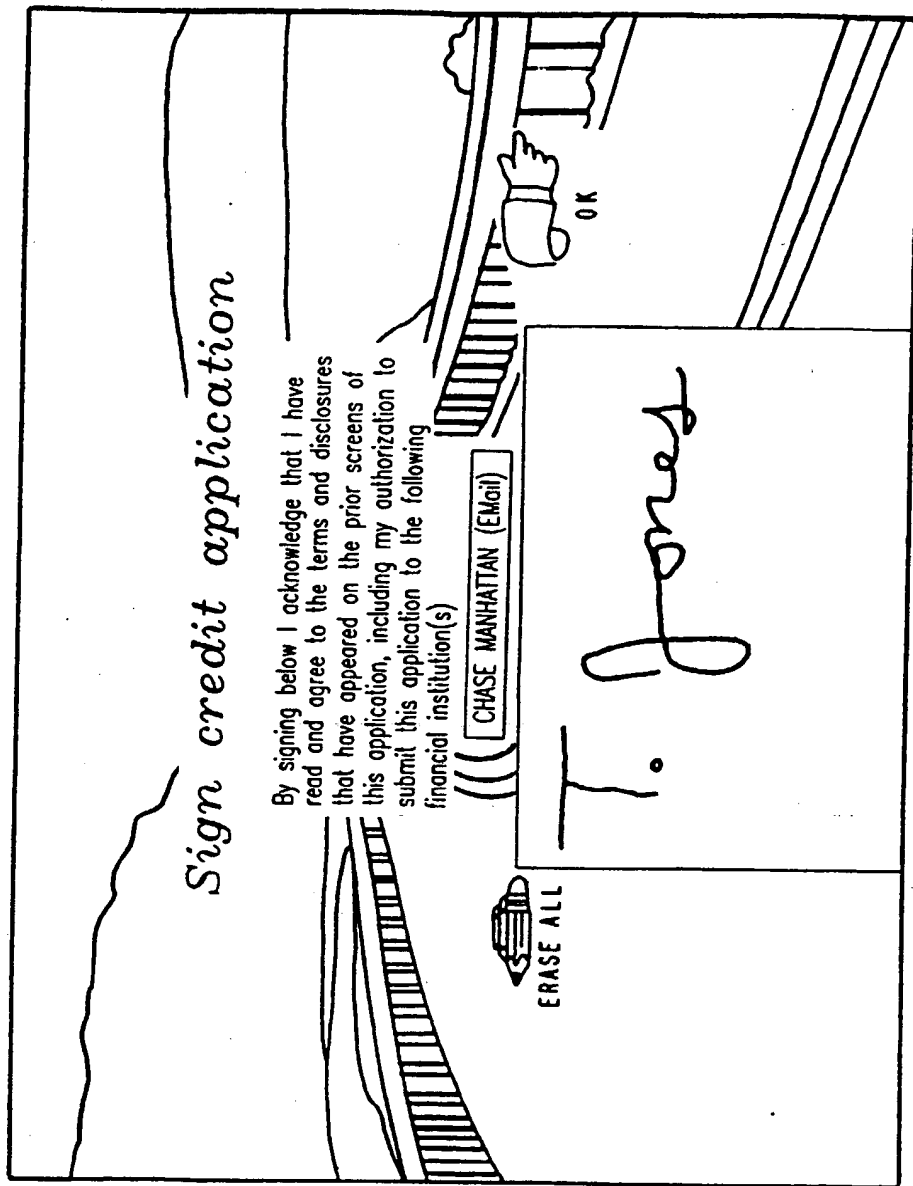 Sign credit application
By signing below I acknowledge that I have
read and agree to the terms and disclosures
that have appeared on the prior screens of
this application, including my authorization to
submit this application to the following
financial institution(s)
CHASE MANHATTAN (EMail)
ERASE ALL
OK
T. Jones